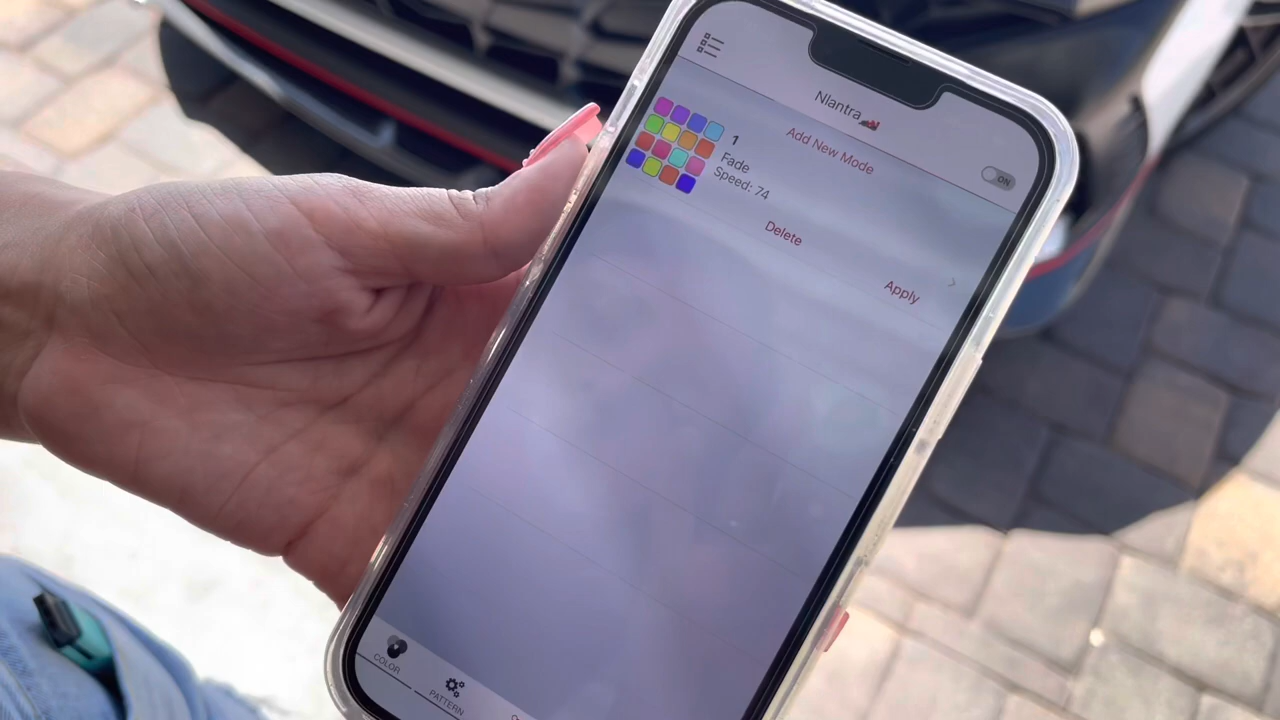 Nlantra
ON
Add New Mode
1
Fade
Speed: 74
Delete
Apply
COLOR
PATTERN